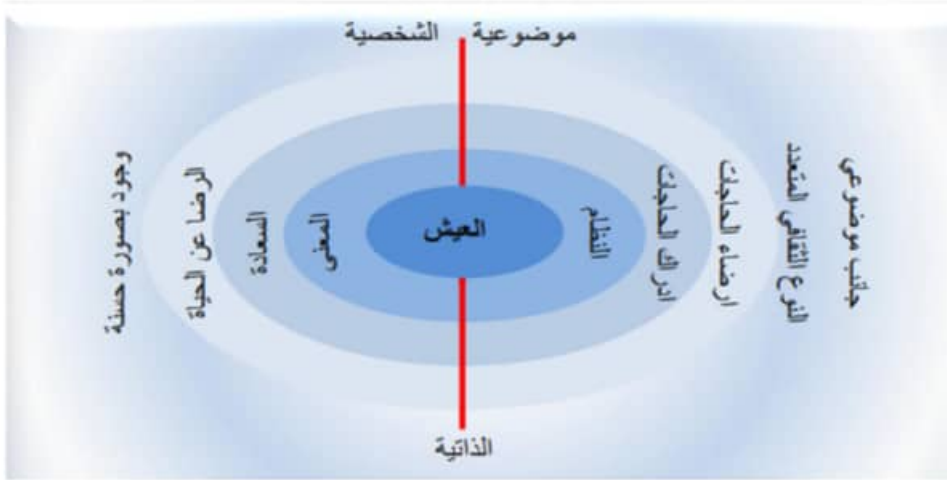 موضوعية
الشخصية
جانب موضوعي
النوع الثقافي المتعدد
ارضاء الحاجات
ادراك الحاجات
النظام
العيش
المعنى
السعادة
الرضا عن الحياة
وجود بصورة حسنة
الذاتية